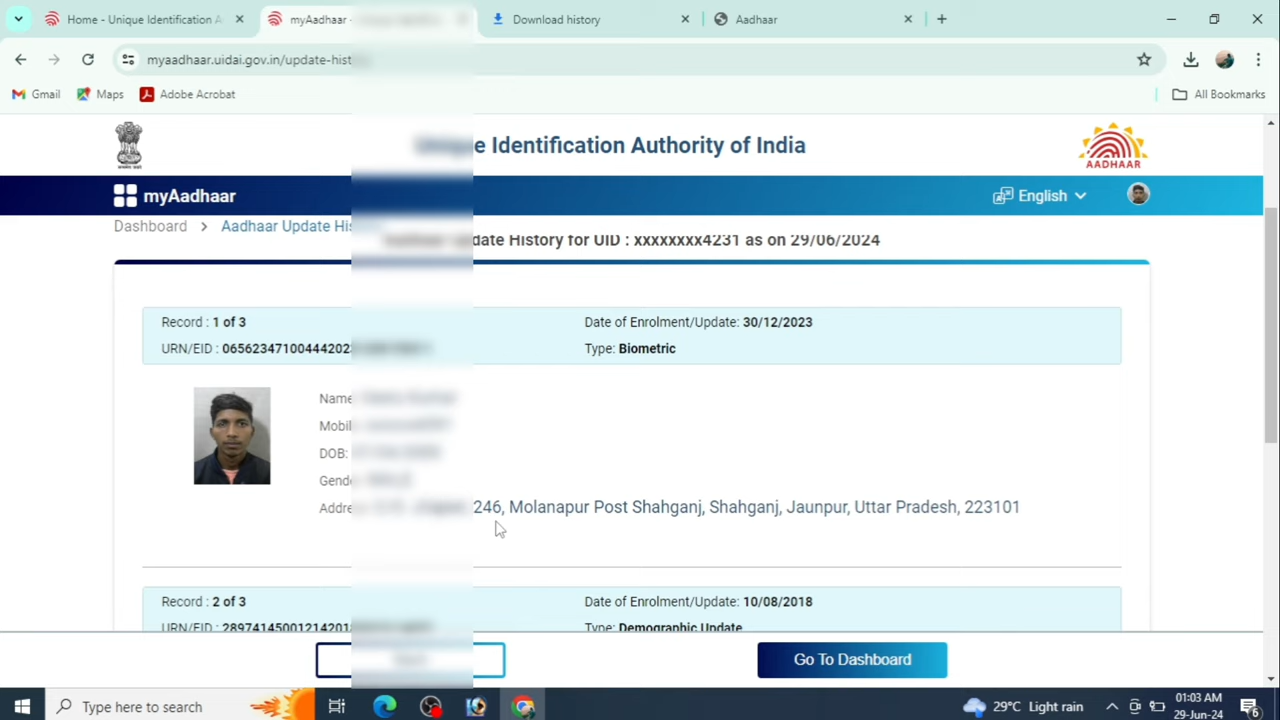 Home - Unique Identification A
myAadhaar -
Download history
Aadhaar
myaadhaar.uidai.gov.in/update-hist
Gmail
Maps
Adobe Acrobat
All Bookmarks
Unique Identification Authority of India
AADHAAR
myAadhaar
English
Dashboard > Aadhaar Update His
date History for UID : xxxxxxxx4231 as on 29/06/2024
Record : 1 of 3
Date of Enrolment/Update: 30/12/2023
URN/EID : 0656234710044420
Type: Biometric
Name
Mobil
DOB:
Gende
Addre
246, Molanapur Post Shahganj, Shahganj, Jaunpur, Uttar Pradesh, 223101
Record : 2 of 3
Date of Enrolment/Update: 10/08/2018
URN/EID : 289741450012142018
Type: Demographic Update
Go To Dashboard
Type here to search
29°C Light rain
01:03 AM
29-Jun-24
6